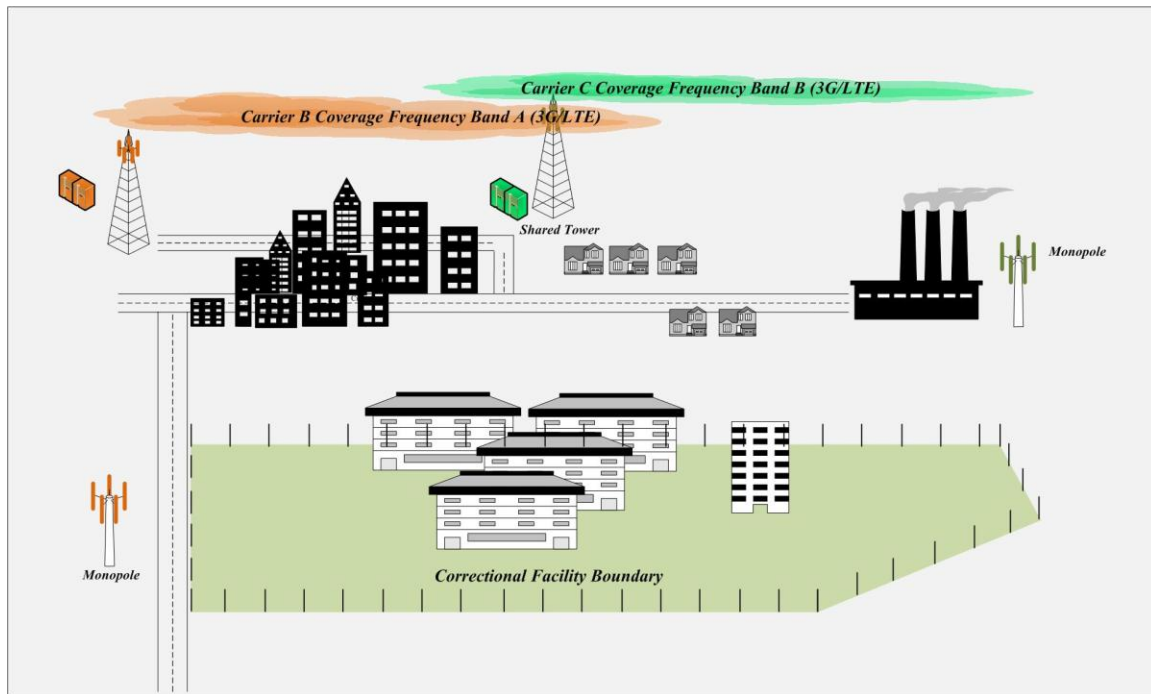 Carrier C Coverage Frequency Band B (3G/LTE)
Carrier B Coverage Frequency Band A (3G/LTE)
Shared Tower
Monopole
Monopole
Correctional Facility Boundary